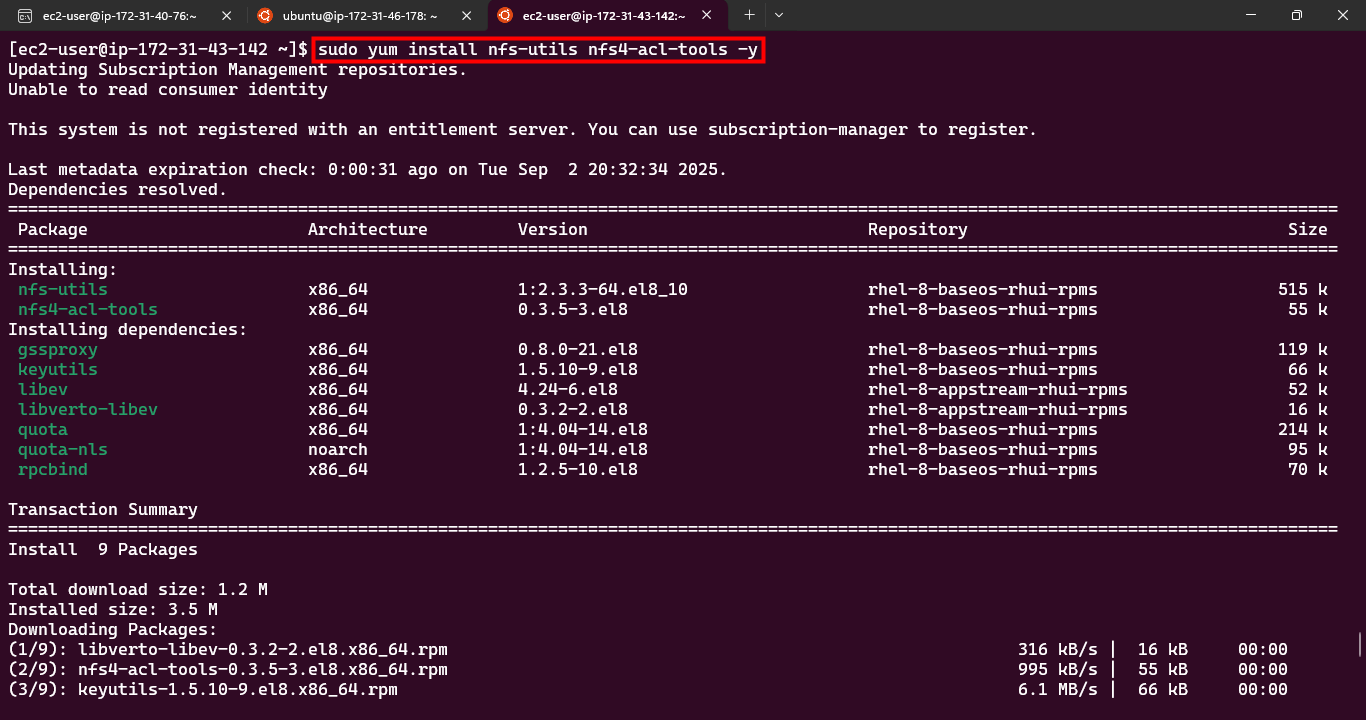 ec2-user@ip-172-31-40-76:~ ubuntu@ip-172-31-46-178: ~ ec2-user@ip-172-31-43-142:~
[ec2-user@ip-172-31-43-142 ~]$ sudo yum install nfs-utils nfs4-acl-tools -y
Updating Subscription Management repositories.
Unable to read consumer identity
This system is not registered with an entitlement server. You can use subscription-manager to register.
Last metadata expiration check: 0:00:31 ago on Tue Sep  2 20:32:34 2025.
Dependencies resolved.
================================================================================
Package Architecture Version Repository Size
================================================================================
Installing:
nfs-utils x86_64 1:2.3.3-64.el8_10 rhel-8-baseos-rhui-rpms 515 k
nfs4-acl-tools x86_64 0.3.5-3.el8 rhel-8-baseos-rhui-rpms 55 k
Installing dependencies:
gssproxy x86_64 0.8.0-21.el8 rhel-8-baseos-rhui-rpms 119 k
keyutils x86_64 1.5.10-9.el8 rhel-8-baseos-rhui-rpms 66 k
libev x86_64 4.24-6.el8 rhel-8-appstream-rhui-rpms 52 k
libverto-libev x86_64 0.3.2-2.el8 rhel-8-appstream-rhui-rpms 16 k
quota x86_64 1:4.04-14.el8 rhel-8-baseos-rhui-rpms 214 k
quota-nls noarch 1:4.04-14.el8 rhel-8-baseos-rhui-rpms 95 k
rpcbind x86_64 1.2.5-10.el8 rhel-8-baseos-rhui-rpms 70 k
Transaction Summary
================================================================================
Install  9 Packages
Total download size: 1.2 M
Installed size: 3.5 M
Downloading Packages:
(1/9): libverto-libev-0.3.2-2.el8.x86_64.rpm 316 kB/s |  16 kB 00:00
(2/9): nfs4-acl-tools-0.3.5-3.el8.x86_64.rpm 995 kB/s |  55 kB 00:00
(3/9): keyutils-1.5.10-9.el8.x86_64.rpm 6.1 MB/s |  66 kB 00:00